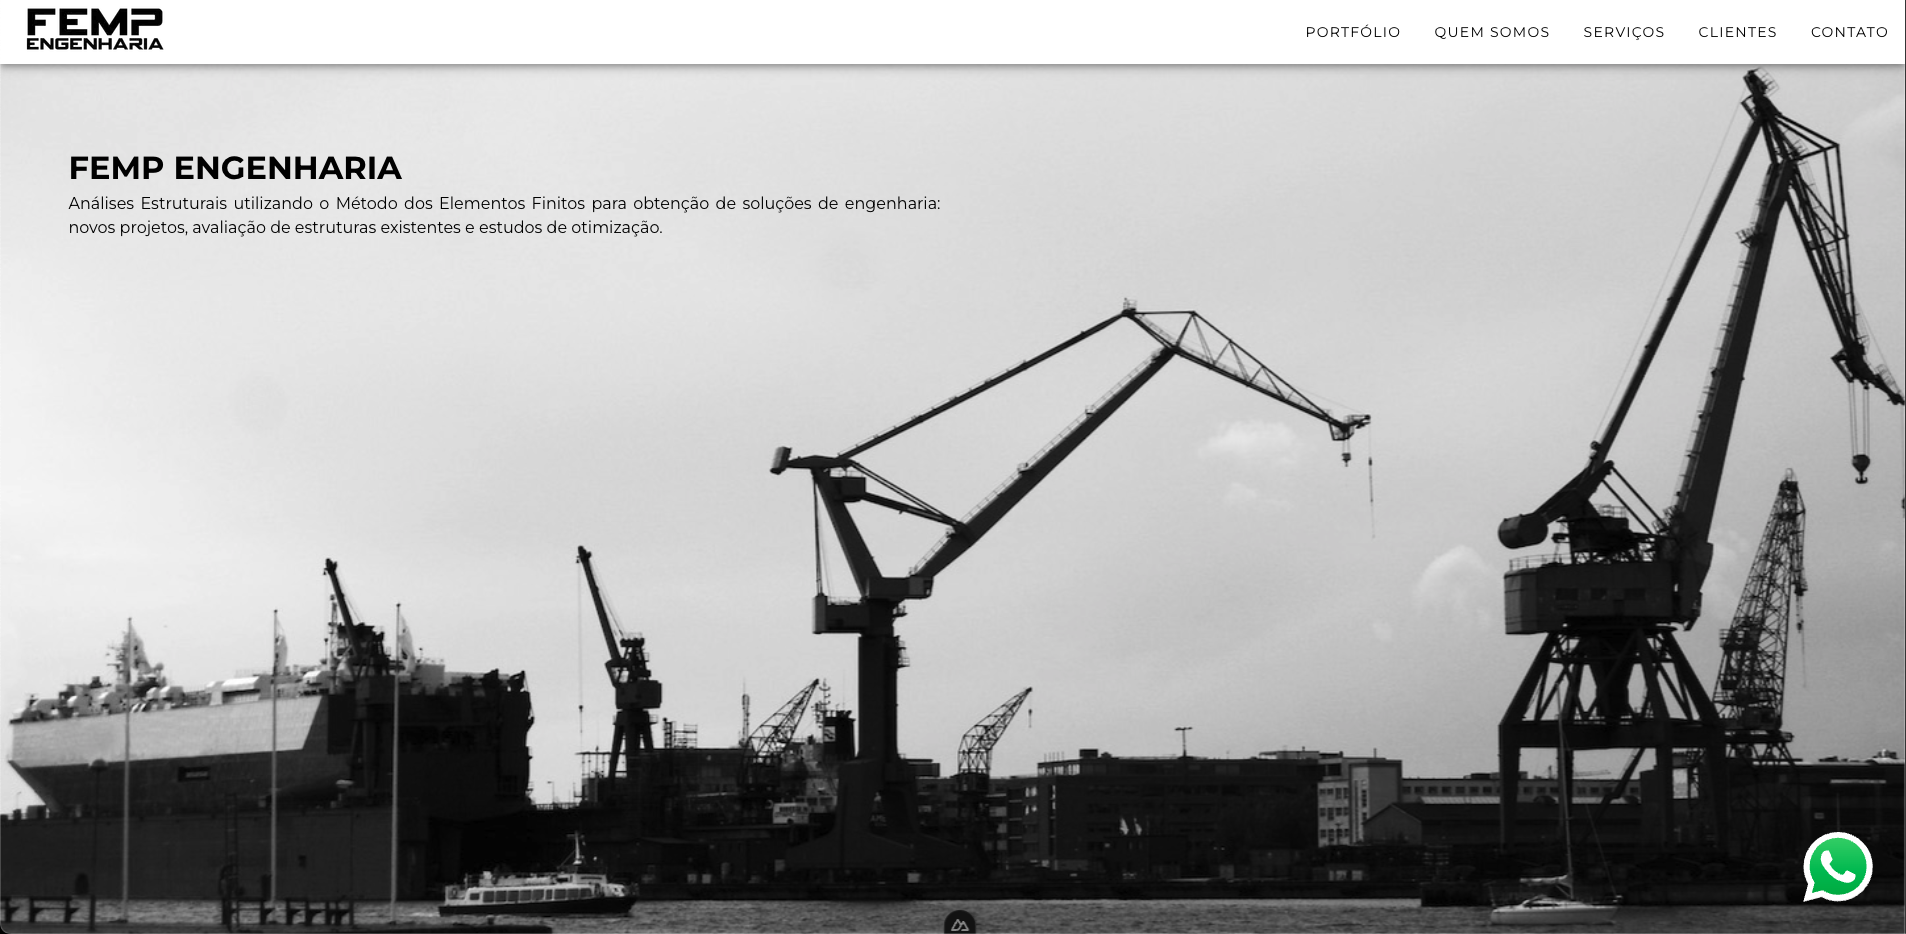 FEMP
ENGENHARIA
PORTFÓLIO QUEM SOMOS SERVIÇOS CLIENTES CONTATO
FEMP ENGENHARIA
Análises Estruturais utilizando o Método dos Elementos Finitos para obtenção de soluções de engenharia:
novos projetos, avaliação de estruturas existentes e estudos de otimização.